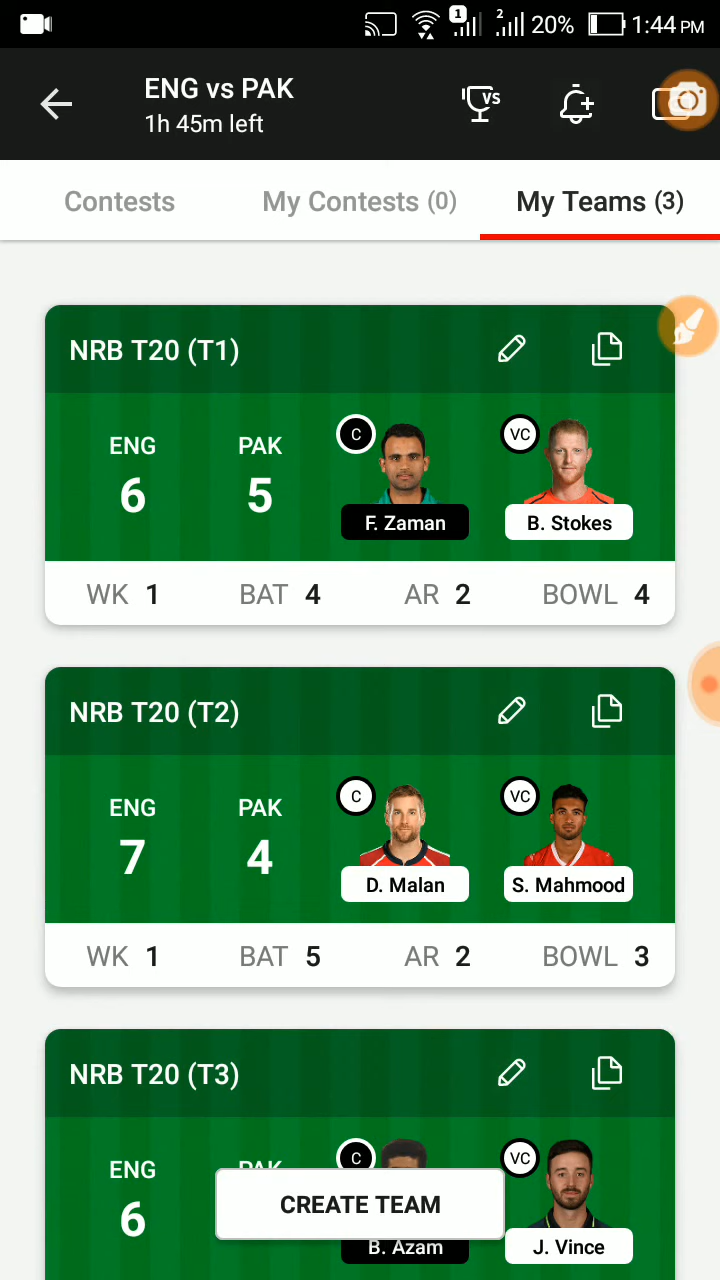 1 2 20% 1:44 PM
ENG vs PAK
1h 45m left
VS
Contests My Contests (0) My Teams (3)
NRB T20 (T1)
ENG PAK
6 5
C VC
F. Zaman B. Stokes
WK 1 BAT 4 AR 2 BOWL 4
NRB T20 (T2)
ENG PAK
7 4
C VC
D. Malan S. Mahmood
WK 1 BAT 5 AR 2 BOWL 3
NRB T20 (T3)
C VC
ENG PAK
6
CREATE TEAM
B. Azam J. Vince